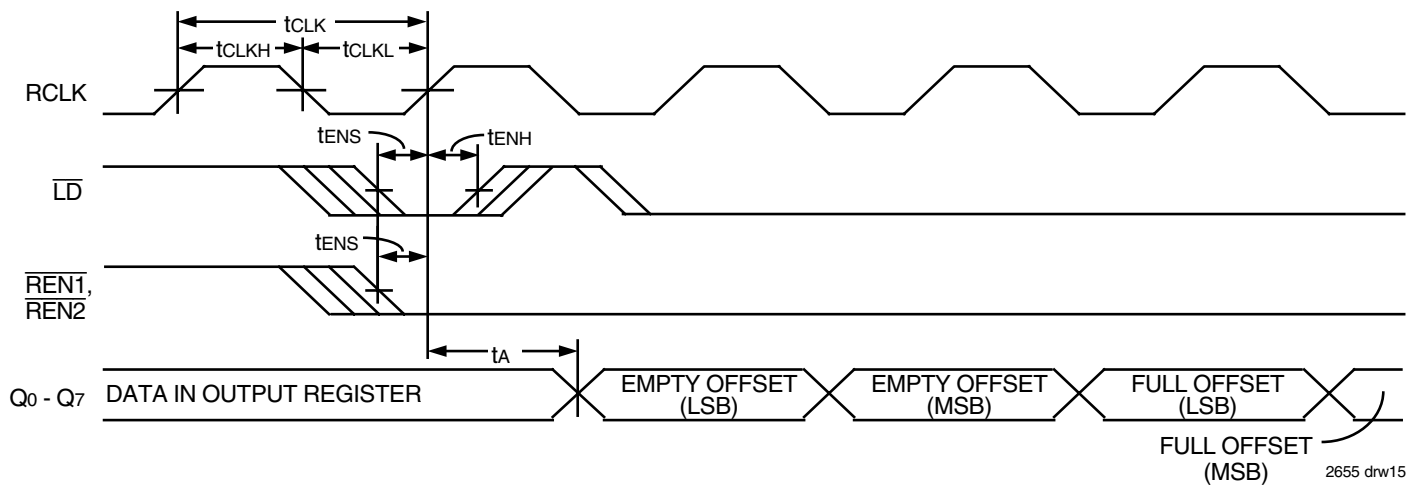 tCLK
tCLKH
tCLKL
RCLK
tENS
tENH
LD
tENS
REN1,
REN2
tA
Q0 - Q7
DATA IN OUTPUT REGISTER
EMPTY OFFSET
(LSB)
EMPTY OFFSET
(MSB)
FULL OFFSET
(LSB)
FULL OFFSET
(MSB)
2655 drw15